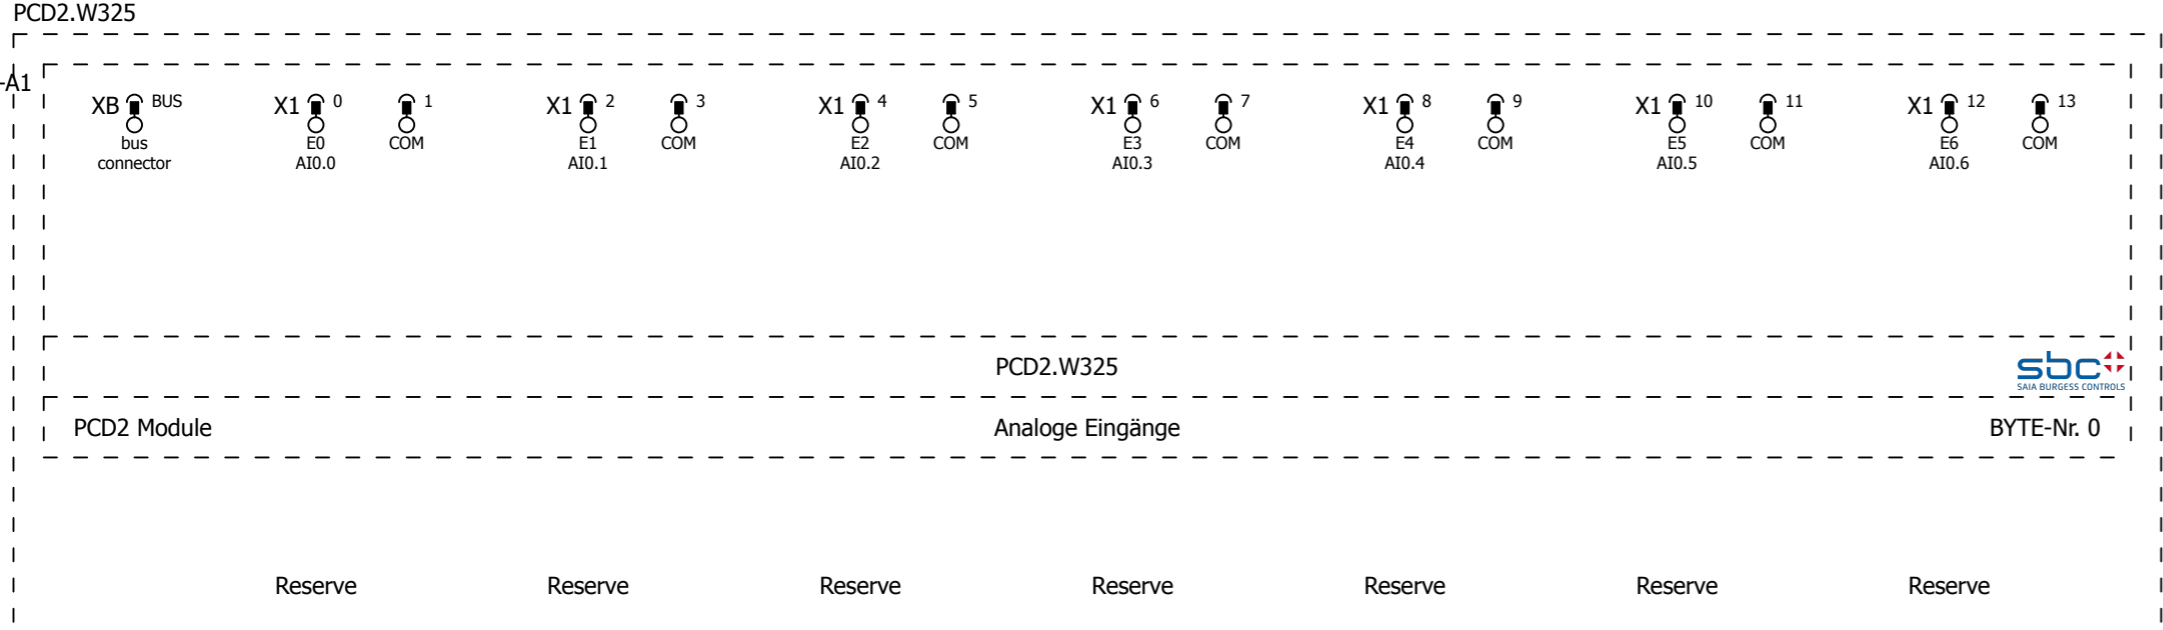 PCD2.W325
-A1
XB BUS X1 0 1 X1 2 3 X1 4 5 X1 6 7 X1 8 9 X1 10 11 X1 12 13
bus E0 COM E1 COM E2 COM E3 COM E4 COM E5 COM E6 COM
connector AI0.0 AI0.1 AI0.2 AI0.3 AI0.4 AI0.5 AI0.6
PCD2.W325
sbc
SAIA BURGESS CONTROLS
PCD2 Module Analoge Eingänge BYTE-Nr. 0
Reserve Reserve Reserve Reserve Reserve Reserve Reserve